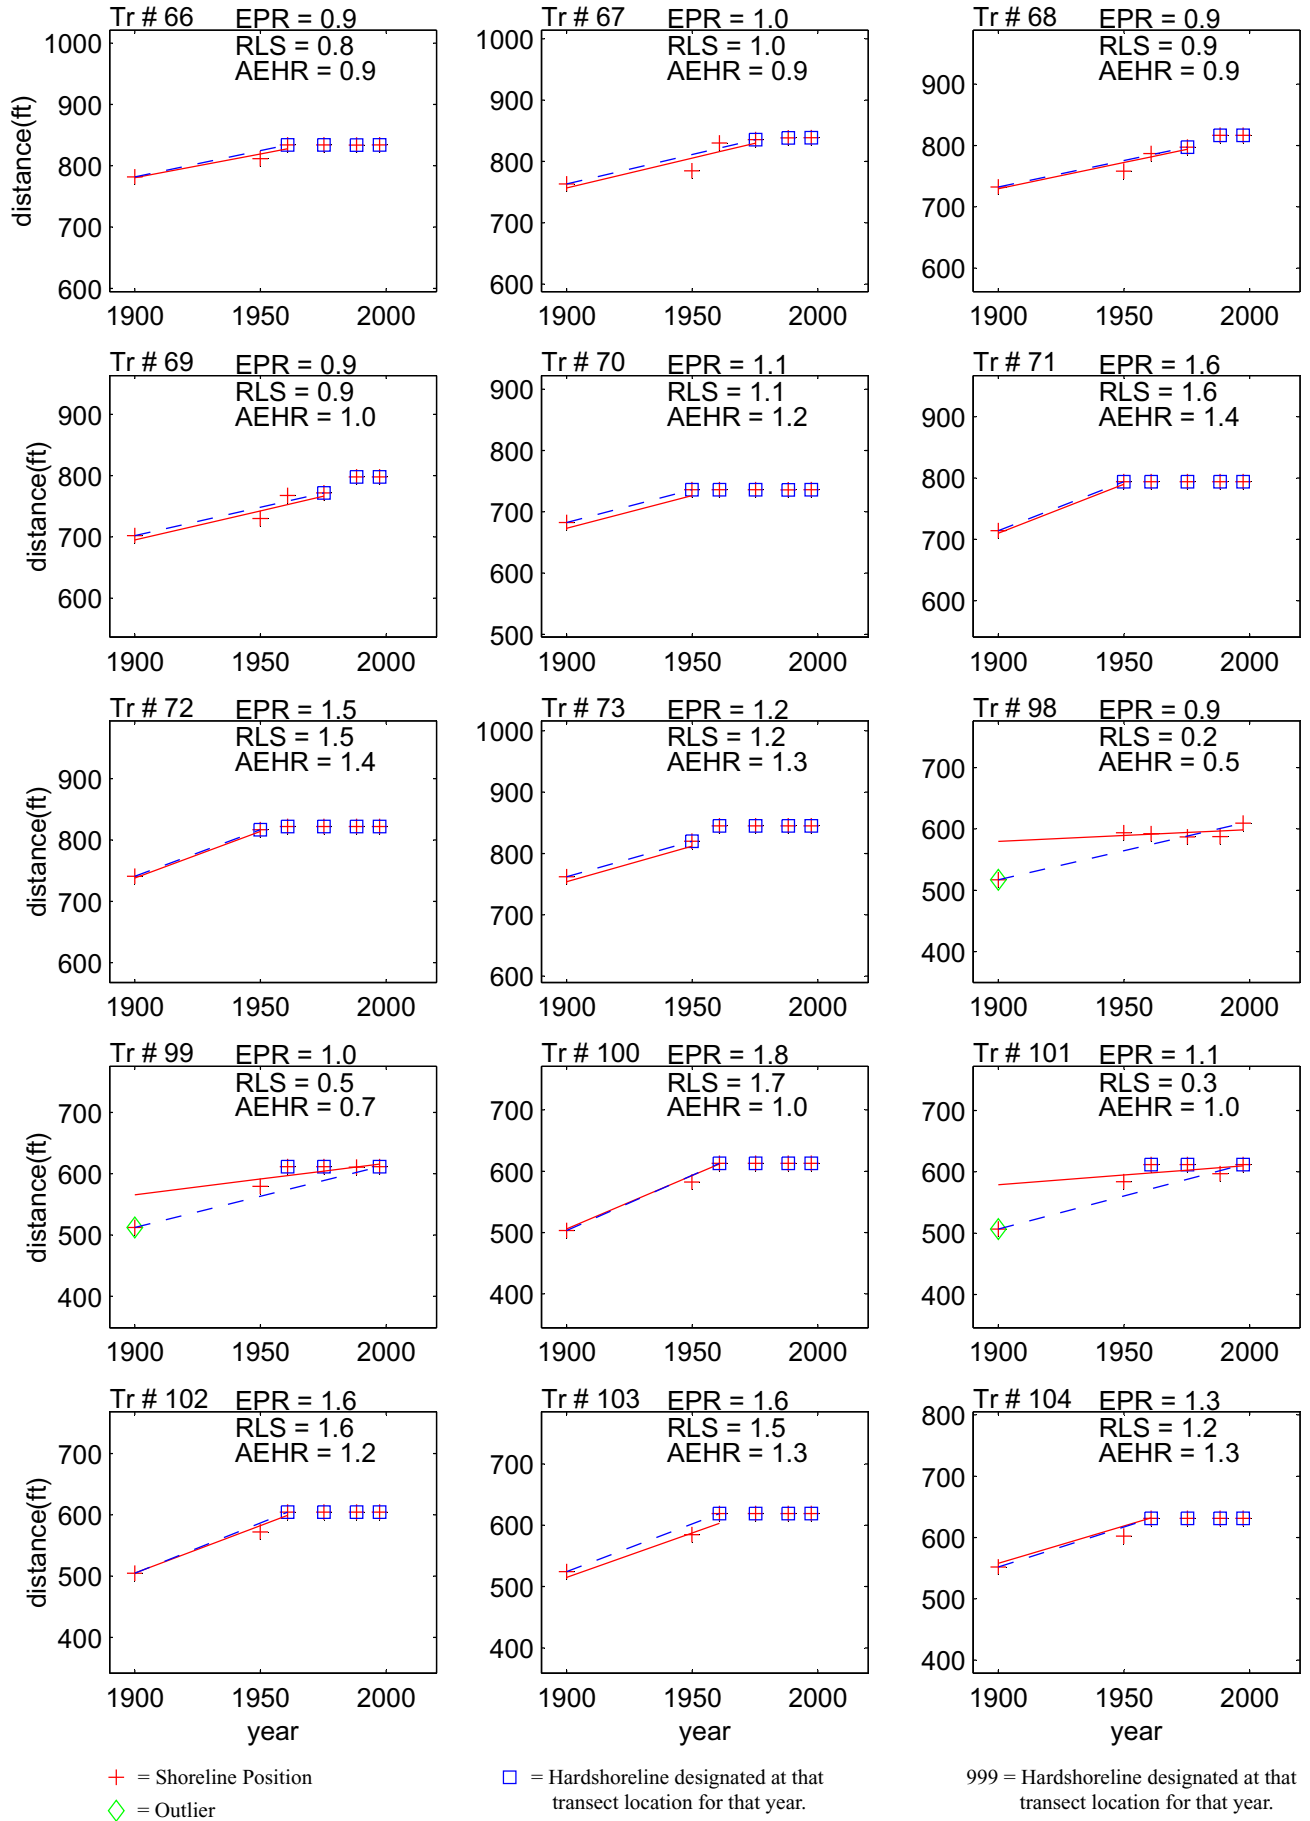 Tr # 66 EPR = 0.9
RLS = 0.8
AEHR = 0.9
1000
900
800
700
600
distance(ft)
1900 1950 2000
Tr # 67 EPR = 1.0
RLS = 1.0
AEHR = 0.9
1000
900
800
700
600
1900 1950 2000
Tr # 68 EPR = 0.9
RLS = 0.9
AEHR = 0.9
900
800
700
600
1900 1950 2000
Tr # 69 EPR = 0.9
RLS = 0.9
AEHR = 1.0
900
800
700
600
distance(ft)
1900 1950 2000
Tr # 70 EPR = 1.1
RLS = 1.1
AEHR = 1.2
900
800
700
600
500
1900 1950 2000
Tr # 71 EPR = 1.6
RLS = 1.6
AEHR = 1.4
900
800
700
600
1900 1950 2000
Tr # 72 EPR = 1.5
RLS = 1.5
AEHR = 1.4
900
800
700
600
distance(ft)
1900 1950 2000
Tr # 73 EPR = 1.2
RLS = 1.2
AEHR = 1.3
1000
900
800
700
600
1900 1950 2000
Tr # 98 EPR = 0.9
RLS = 0.2
AEHR = 0.5
700
600
500
400
1900 1950 2000
Tr # 99 EPR = 1.0
RLS = 0.5
AEHR = 0.7
700
600
500
400
distance(ft)
1900 1950 2000
Tr # 100 EPR = 1.8
RLS = 1.7
AEHR = 1.0
700
600
500
400
1900 1950 2000
Tr # 101 EPR = 1.1
RLS = 0.3
AEHR = 1.0
700
600
500
400
1900 1950 2000
Tr # 102 EPR = 1.6
RLS = 1.6
AEHR = 1.2
700
600
500
400
distance(ft)
1900 1950 2000
year
Tr # 103 EPR = 1.6
RLS = 1.5
AEHR = 1.3
700
600
500
400
1900 1950 2000
year
Tr # 104 EPR = 1.3
RLS = 1.2
AEHR = 1.3
800
700
600
500
400
1900 1950 2000
year
= Shoreline Position
= Outlier
= Hardshoreline designated at that
transect location for that year.
999 = Hardshoreline designated at that
transect location for that year.